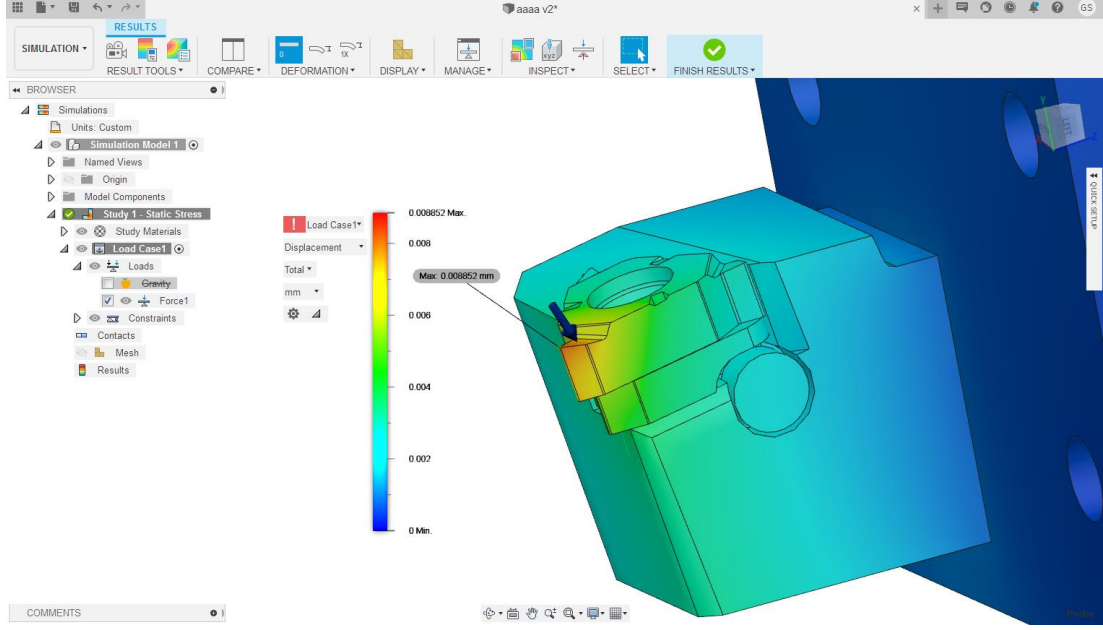 aaaa v2*
GS
RESULTS
SIMULATION
RESULT TOOLS
COMPARE
DEFORMATION
DISPLAY
MANAGE
INSPECT
SELECT
FINISH RESULTS
BROWSER
Simulations
Units: Custom
Simulation Model 1
Named Views
Origin
Model Components
Study 1 - Static Stress
Study Materials
Load Case1
Loads
Gravity
Force1
Constraints
Contacts
Mesh
Results
Load Case1
Displacement
Total
mm
0.008852 Max.
0.008
0.006
0.004
0.002
0 Min.
Max: 0.008852 mm
Y
Z
LEFT
QUICK SETUP
COMMENTS
Probe